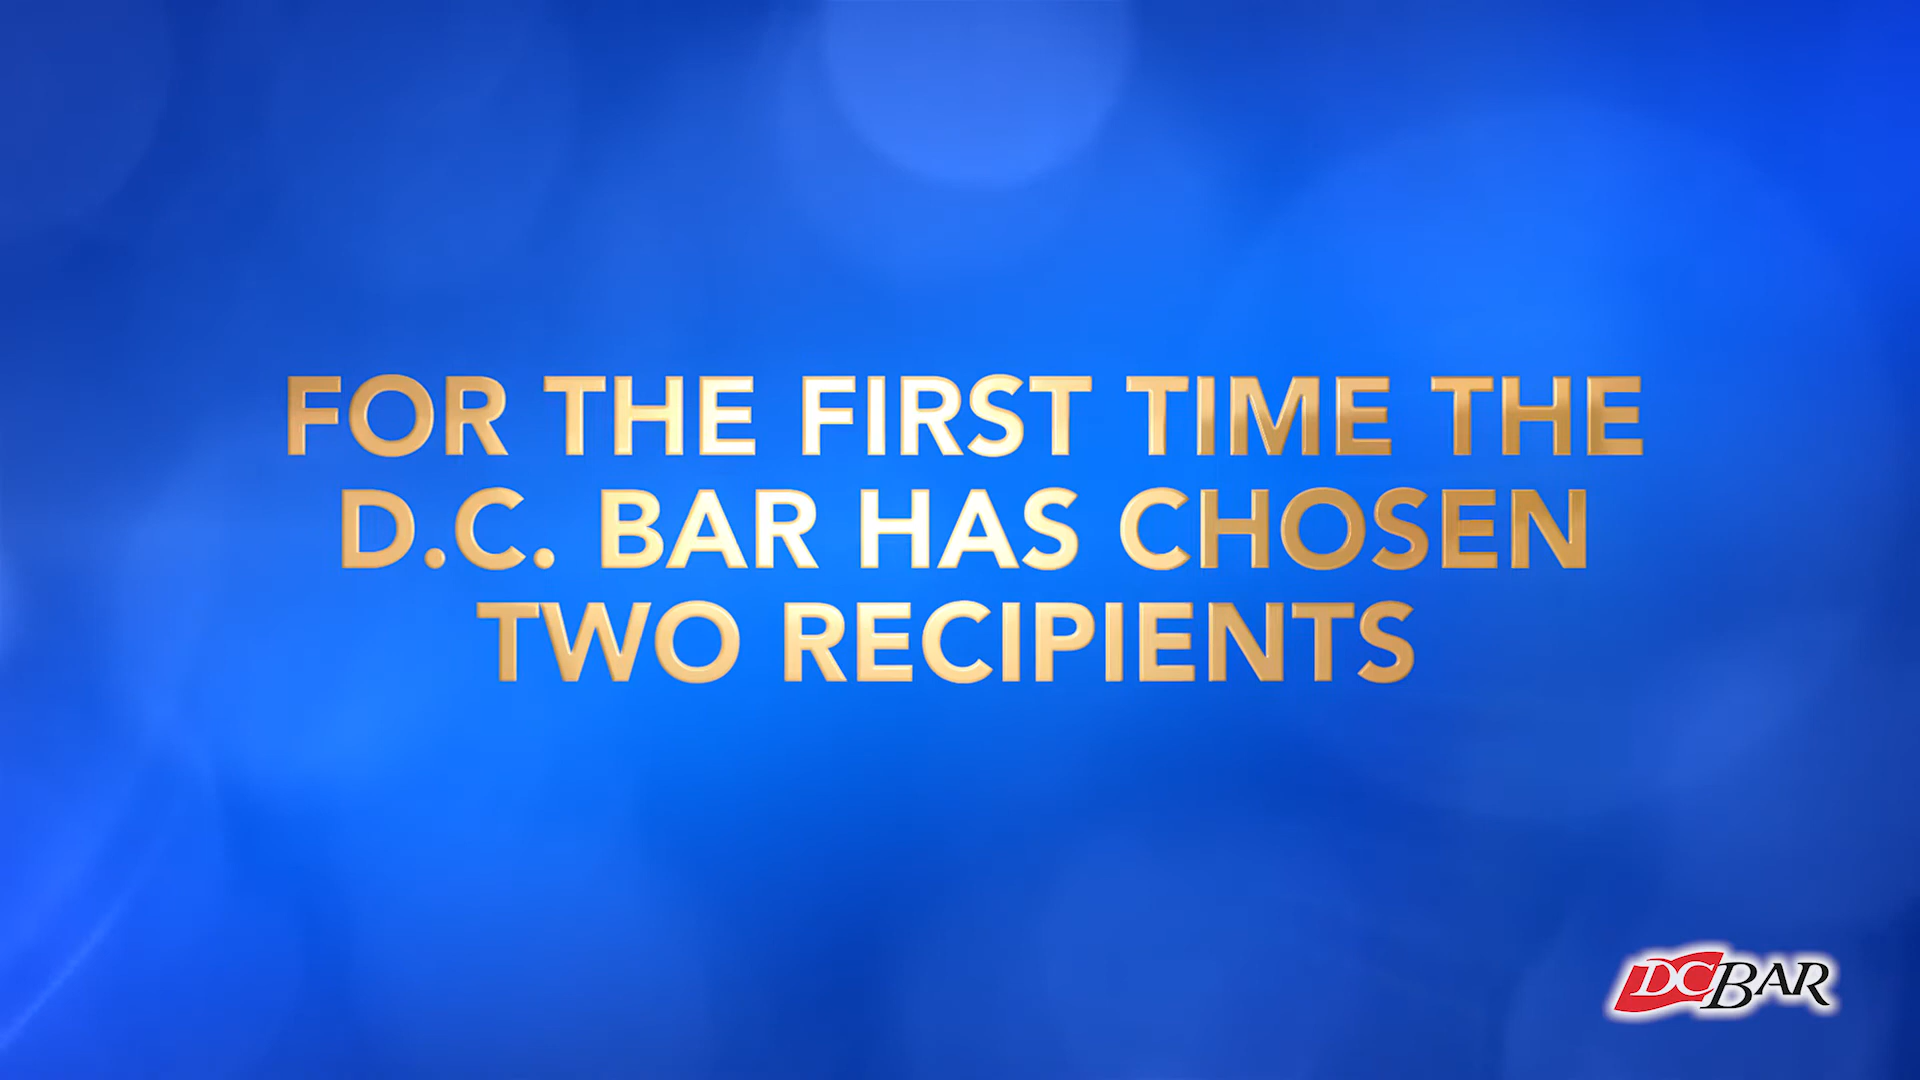 FOR THE FIRST TIME THE
D.C. BAR HAS CHOSEN
TWO RECIPIENTS
DCBAR